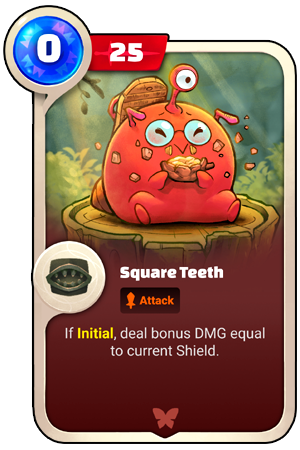 0
25
Square Teeth
Attack
If Initial, deal bonus DMG equal
to current Shield.